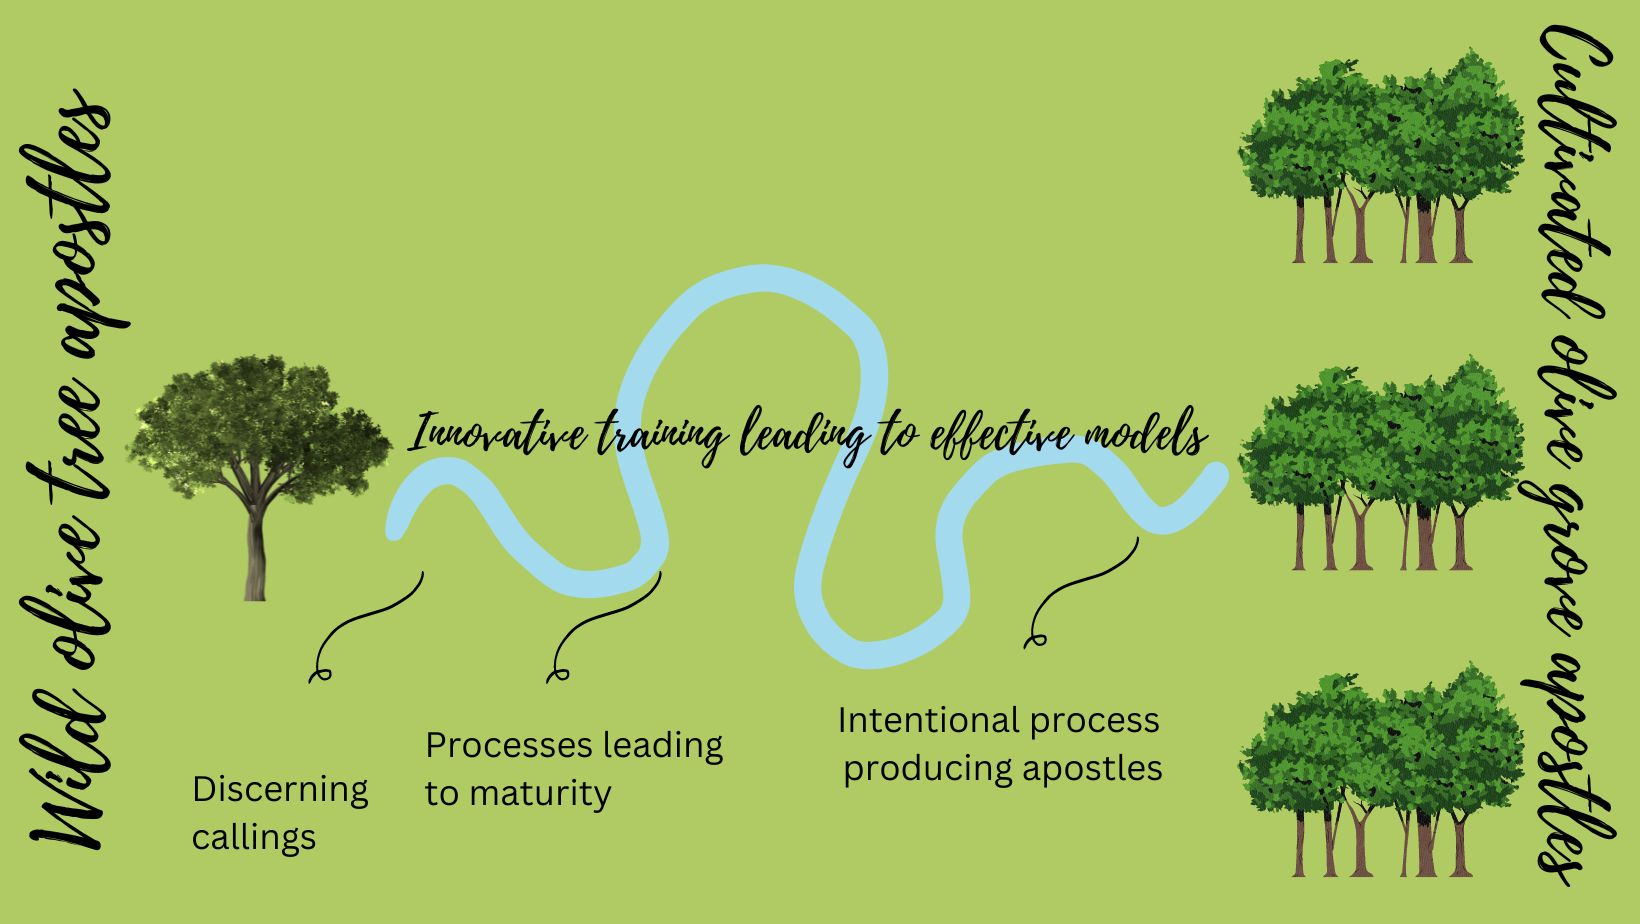 Wild olive tree apostles
Innovative training leading to effective models
Discerning
callings
Processes leading
to maturity
Intentional process
producing apostles
Cultivated olive grove apostles